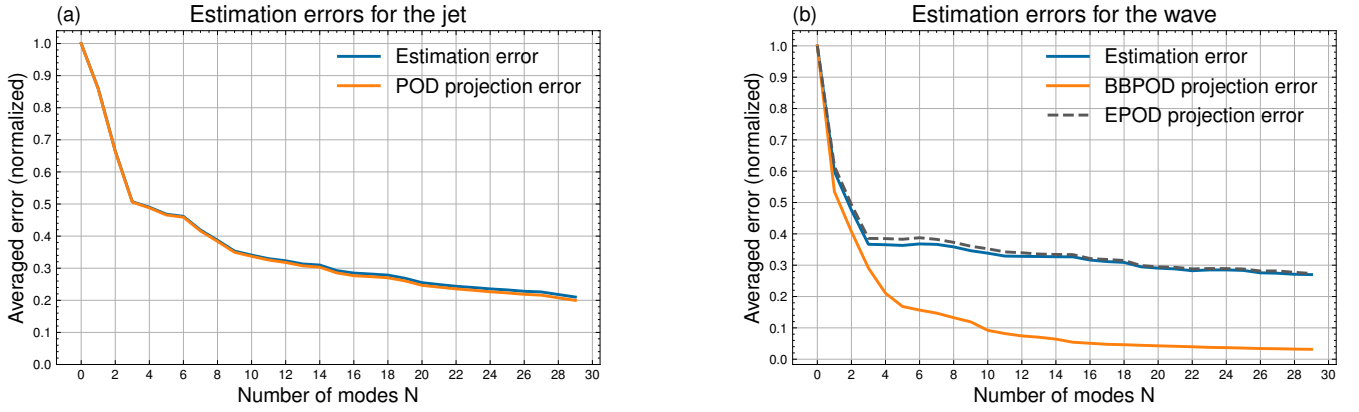 (a)
Estimation errors for the jet
Estimation error
POD projection error
Averaged error (normalized)
1.0
0.9
0.8
0.7
0.6
0.5
0.4
0.3
0.2
0.1
0.0
0 2 4 6 8 10 12 14 16 18 20 22 24 26 28 30
Number of modes N
(b)
Estimation errors for the wave
Estimation error
BBPOD projection error
EPOD projection error
Averaged error (normalized)
1.0
0.9
0.8
0.7
0.6
0.5
0.4
0.3
0.2
0.1
0.0
0 2 4 6 8 10 12 14 16 18 20 22 24 26 28 30
Number of modes N